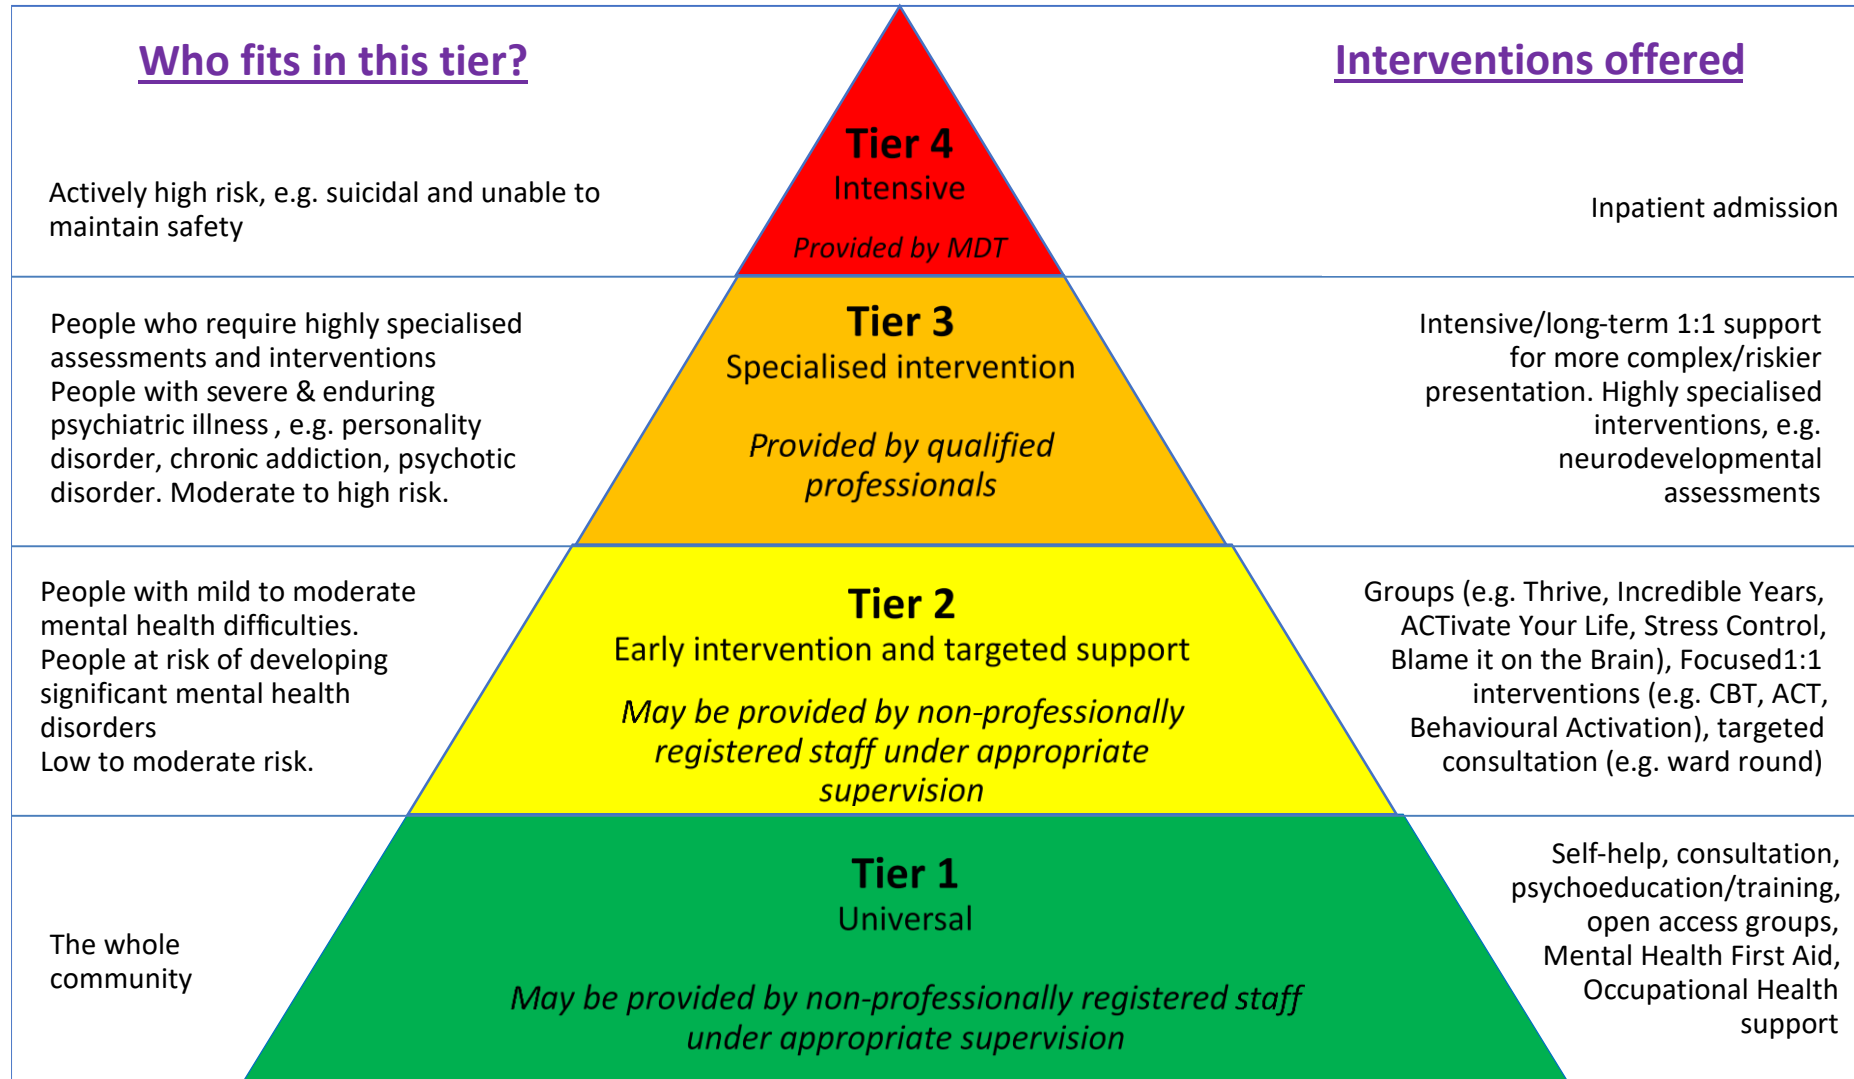 Who fits in this tier?
Interventions offered
Actively high risk, e.g. suicidal and unable to
maintain safety
Tier 4
Intensive
Provided by MDT
Inpatient admission
People who require highly specialised
assessments and interventions
People with severe & enduring
psychiatric illness , e.g. personality
disorder, chronic addiction, psychotic
disorder. Moderate to high risk.
Tier 3
Specialised intervention
Provided by qualified
professionals
Intensive/long-term 1:1 support
for more complex/riskier
presentation. Highly specialised
interventions, e.g.
neurodevelopmental
assessments
People with mild to moderate
mental health difficulties.
People at risk of developing
significant mental health
disorders
Low to moderate risk.
Tier 2
Early intervention and targeted support
May be provided by non-professionally
registered staff under appropriate
supervision
Groups (e.g. Thrive, Incredible Years,
ACTivate Your Life, Stress Control,
Blame it on the Brain), Focused1:1
interventions (e.g. CBT, ACT,
Behavioural Activation), targeted
consultation (e.g. ward round)
The whole
community
Tier 1
Universal
May be provided by non-professionally registered staff
under appropriate supervision
Self-help, consultation,
psychoeducation/training,
open access groups,
Mental Health First Aid,
Occupational Health
support